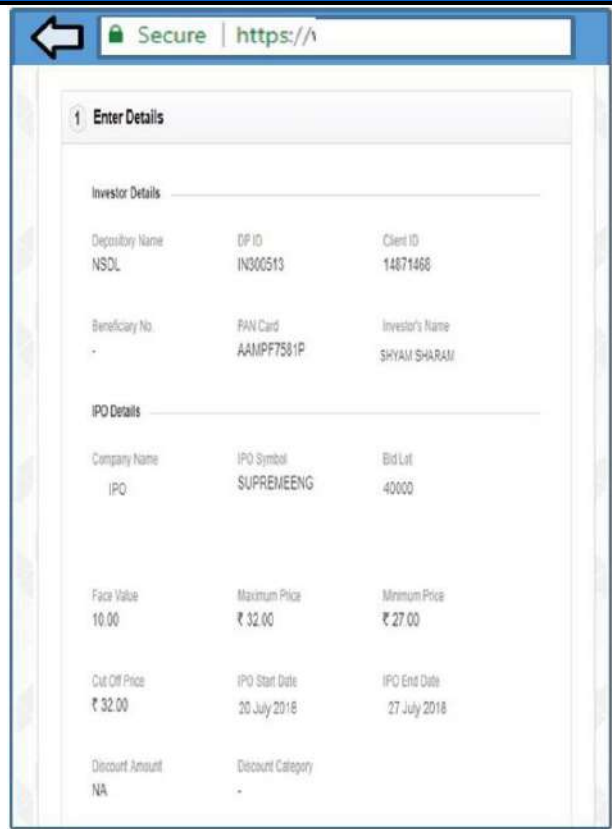 Secure | https://
1 Enter Details
Investor Details
Depository Name DP ID Client ID
NSDL IN300513 14871468
Beneficiary No. PAN Card Investor's Name
- AAMPF7581P SHYAM SHARAM
IPO Details
Company Name IPO Symbol Bid Lot
IPO SUPREMEENG 40000
Face Value Maximum Price Minimum Price
10.00 ₹ 32.00 ₹ 27.00
Cut Off Price IPO Start Date IPO End Date
₹ 32.00 20 July 2018 27 July 2018
Discount Amount Discount Category
NA -